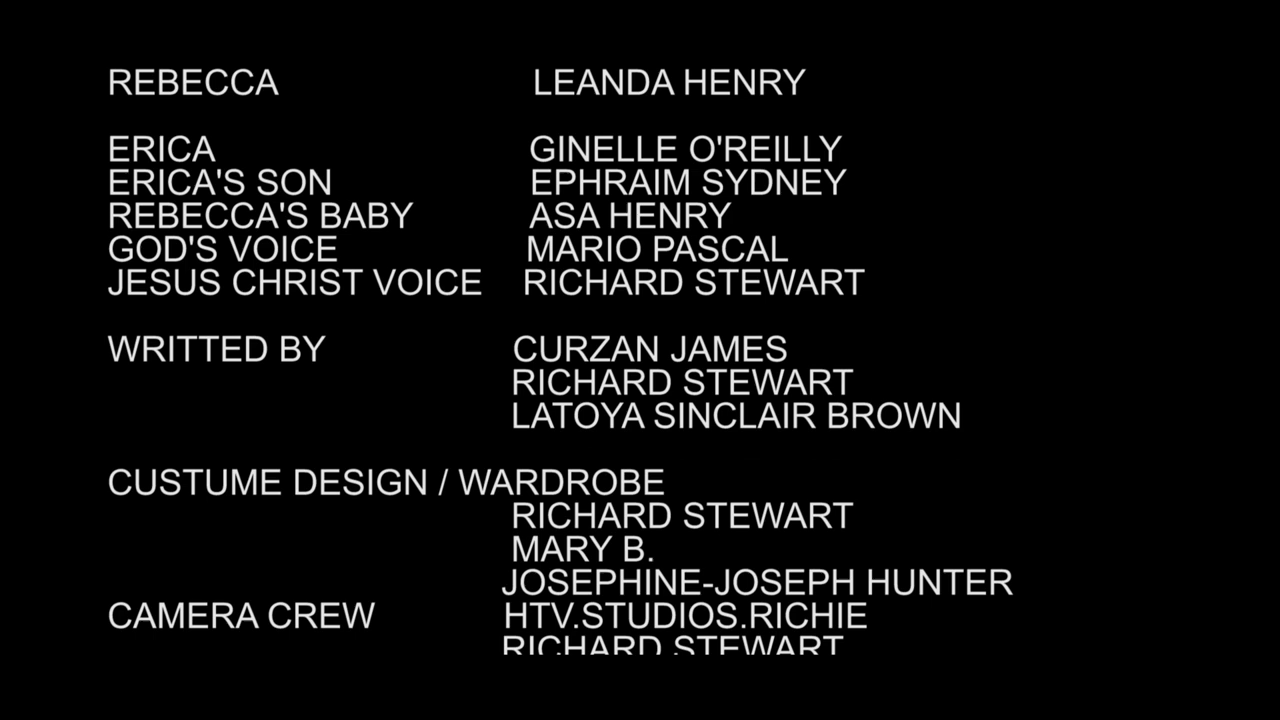 REBECCA LEANDA HENRY
ERICA GINELLE O'REILLY
ERICA'S SON EPHRAIM SYDNEY
REBECCA'S BABY ASA HENRY
GOD'S VOICE MARIO PASCAL
JESUS CHRIST VOICE RICHARD STEWART
WRITTED BY CURZAN JAMES
RICHARD STEWART
LATOYA SINCLAIR BROWN
CUSTUME DESIGN / WARDROBE
RICHARD STEWART
MARY B.
JOSEPHINE-JOSEPH HUNTER
CAMERA CREW HTV.STUDIOS.RICHIE
RICHARD STEWART